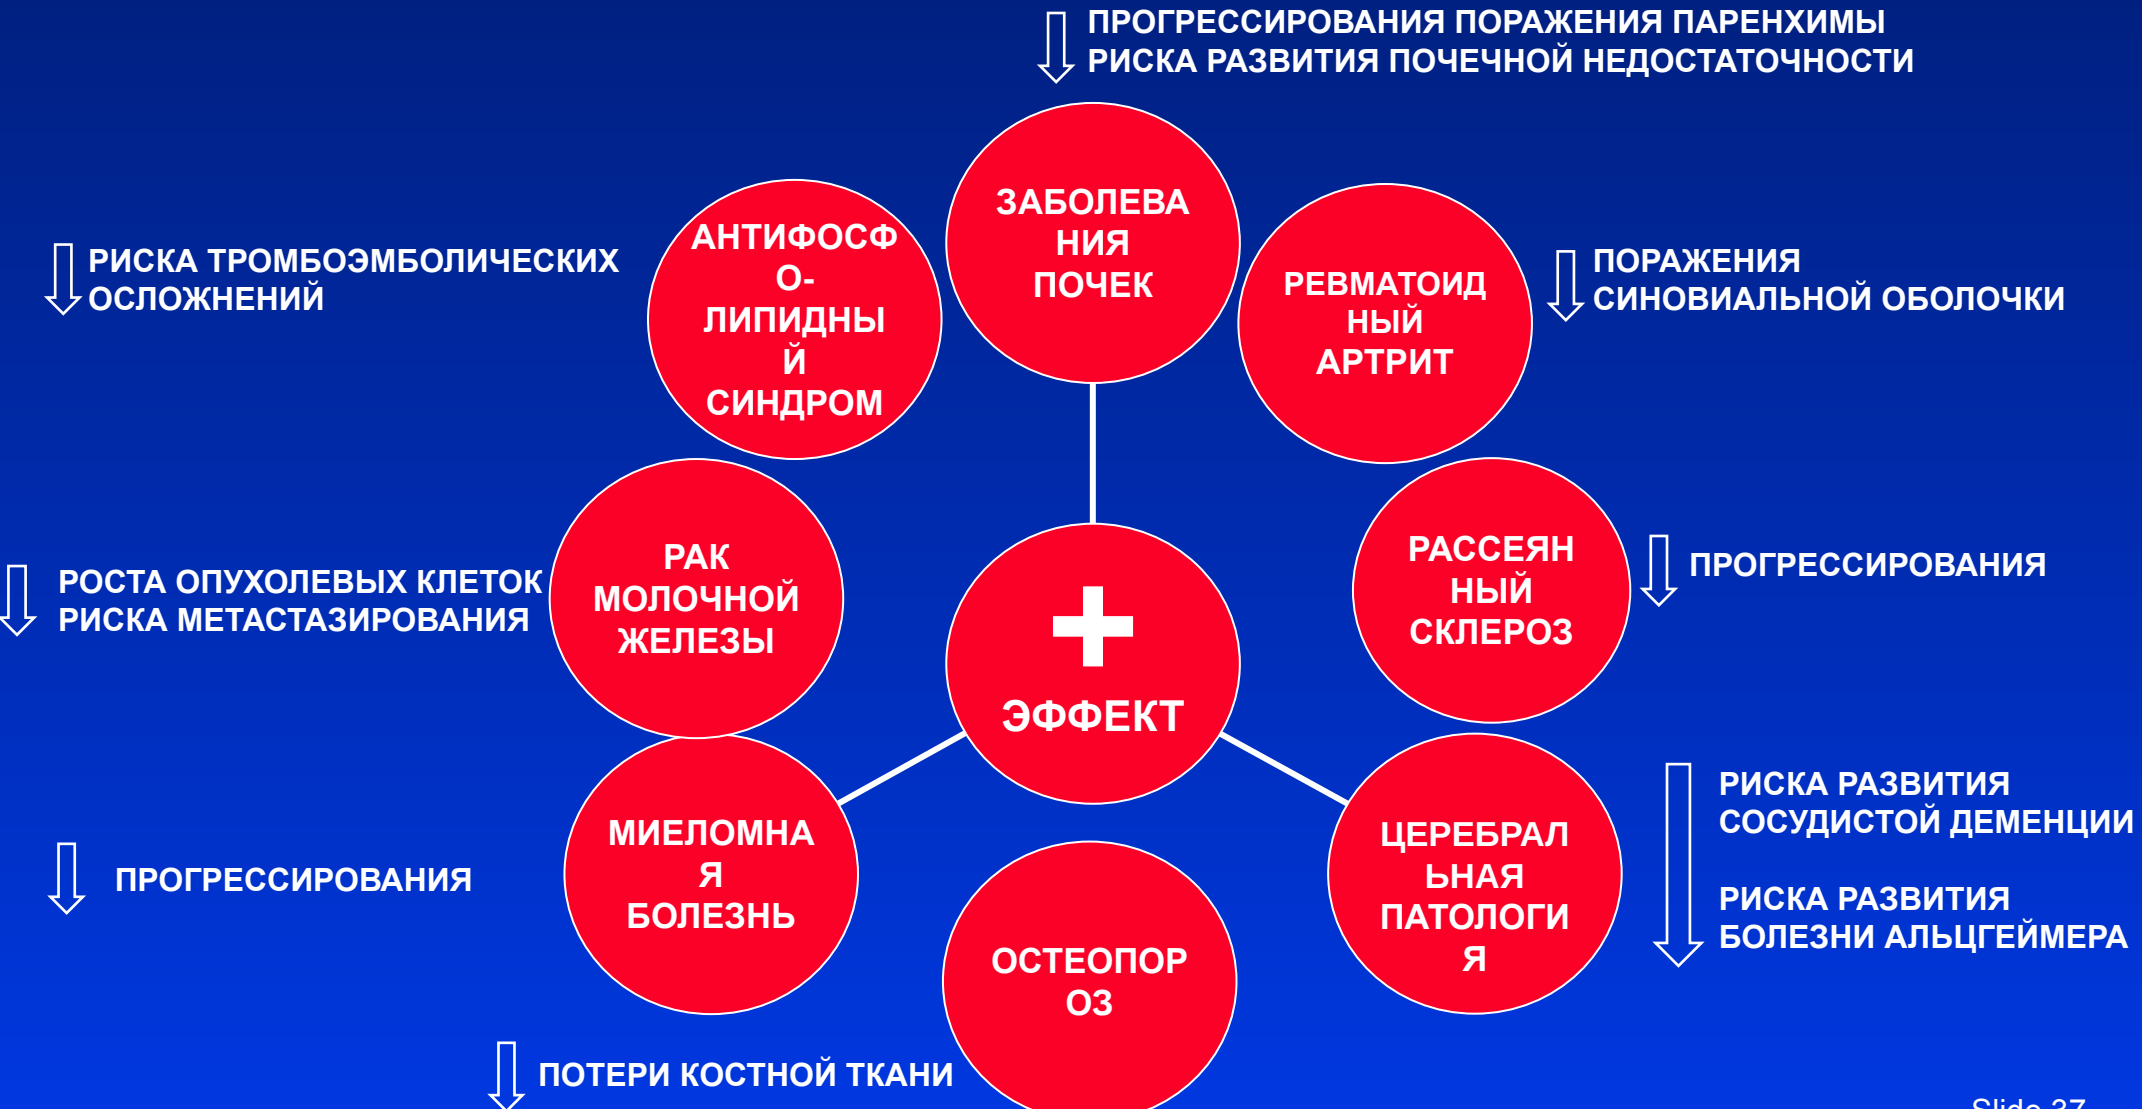 ПРОГРЕССИРОВАНИЯ ПОРАЖЕНИЯ ПАРЕНХИМЫ
РИСКА РАЗВИТИЯ ПОЧЕЧНОЙ НЕДОСТАТОЧНОСТИ
ЗАБОЛЕВА
НИЯ
ПОЧЕК
АНТИФОСФ
О-
ЛИПИДНЫ
Й
СИНДРОМ
РИСКА ТРОМБОЭМБОЛИЧЕСКИХ
ОСЛОЖНЕНИЙ
РЕВМАТОИД
НЫЙ
АРТРИТ
ПОРАЖЕНИЯ
СИНОВИАЛЬНОЙ ОБОЛОЧКИ
РОСТА ОПУХОЛЕВЫХ КЛЕТОК
РИСКА МЕТАСТАЗИРОВАНИЯ
РАК
МОЛОЧНОЙ
ЖЕЛЕЗЫ
РАССЕЯН
НЫЙ
СКЛЕРОЗ
ПРОГРЕССИРОВАНИЯ
+
ЭФФЕКТ
ПРОГРЕССИРОВАНИЯ
МИЕЛОМНА
Я
БОЛЕЗНЬ
ЦЕРЕБРАЛ
ЬНАЯ
ПАТОЛОГИ
Я
РИСКА РАЗВИТИЯ
СОСУДИСТОЙ ДЕМЕНЦИИ
РИСКА РАЗВИТИЯ
БОЛЕЗНИ АЛЬЦГЕЙМЕРА
ОСТЕОПОР
ОЗ
ПОТЕРИ КОСТНОЙ ТКАНИ
Slide 37